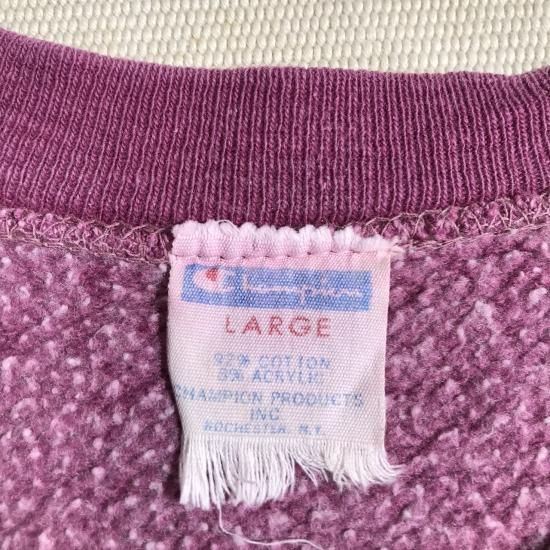 Champion
LARGE
92% COTTON
8% ACRYLIC
CHAMPION PRODUCTS
INC
ROCHESTER, N.Y.